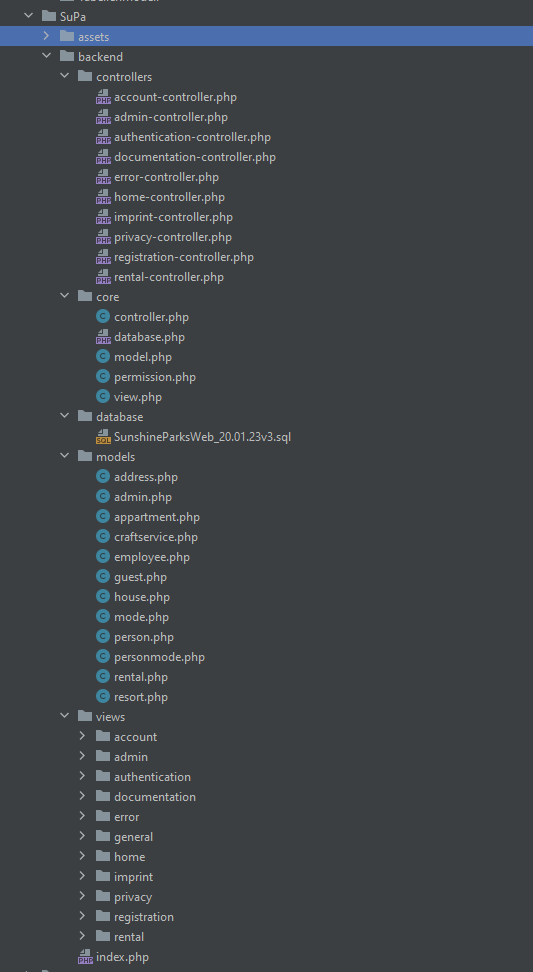 SuPa
assets
backend
controllers
account-controller.php
admin-controller.php
authentication-controller.php
documentation-controller.php
error-controller.php
home-controller.php
imprint-controller.php
privacy-controller.php
registration-controller.php
rental-controller.php
core
controller.php
database.php
model.php
permission.php
view.php
database
SunshineParksWeb_20.01.23v3.sql
models
address.php
admin.php
appartment.php
craftservice.php
employee.php
guest.php
house.php
mode.php
person.php
personmode.php
rental.php
resort.php
views
account
admin
authentication
documentation
error
general
home
imprint
privacy
registration
rental
index.php